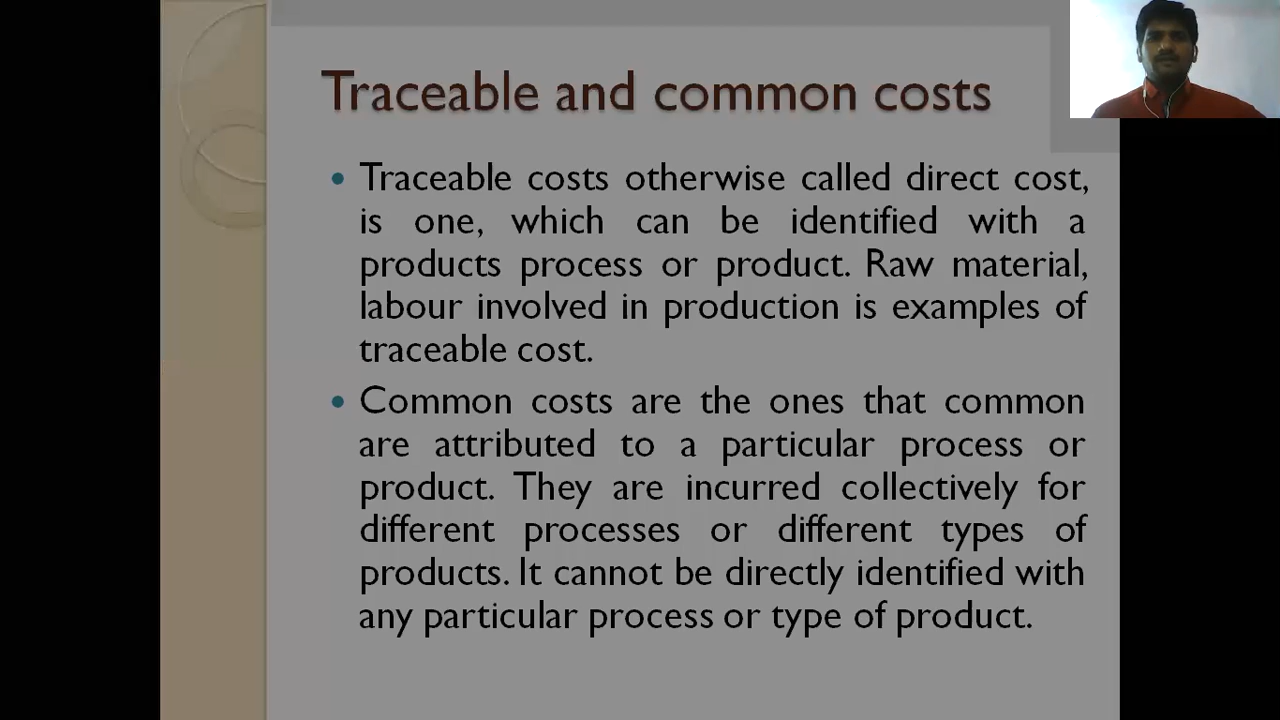 Traceable and common costs
• Traceable costs otherwise called direct cost,
is one, which can be identified with a
products process or product. Raw material,
labour involved in production is examples of
traceable cost.
• Common costs are the ones that common
are attributed to a particular process or
product. They are incurred collectively for
different processes or different types of
products. It cannot be directly identified with
any particular process or type of product.